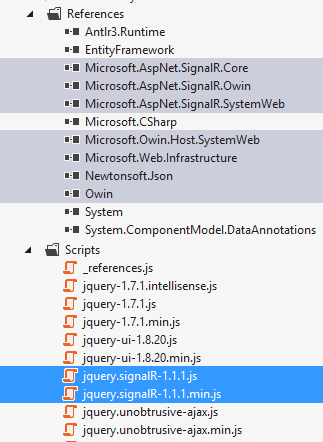 References
Antlr3.Runtime
EntityFramework
Microsoft.AspNet.SignalR.Core
Microsoft.AspNet.SignalR.Owin
Microsoft.AspNet.SignalR.SystemWeb
Microsoft.CSharp
Microsoft.Owin.Host.SystemWeb
Microsoft.Web.Infrastructure
Newtonsoft.Json
Owin
System
System.ComponentModel.DataAnnotations
Scripts
_references.js
jquery-1.7.1.intellisense.js
jquery-1.7.1.js
jquery-1.7.1.min.js
jquery-ui-1.8.20.js
jquery-ui-1.8.20.min.js
jquery.signalR-1.1.1.js
jquery.signalR-1.1.1.min.js
jquery.unobtrusive-ajax.js
jquery.unobtrusive-ajax.min.js